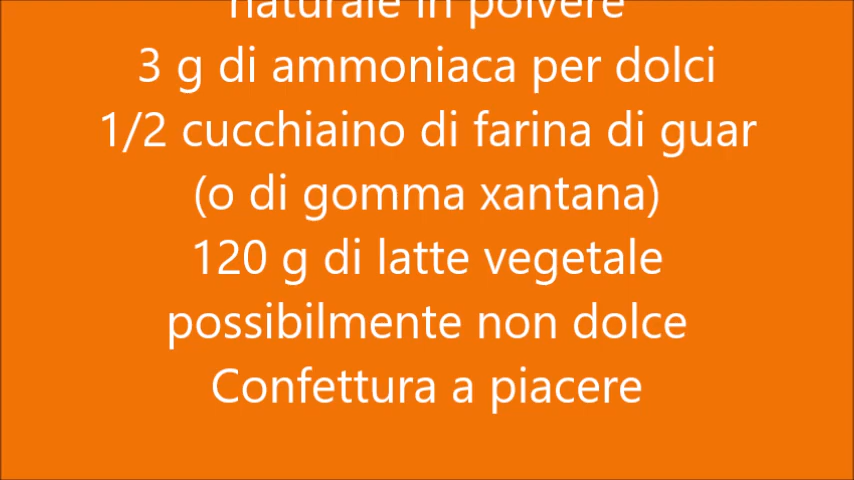 naturale in polvere
3 g di ammoniaca per dolci
1/2 cucchiaino di farina di guar
(o di gomma xantana)
120 g di latte vegetale
possibilmente non dolce
Confettura a piacere